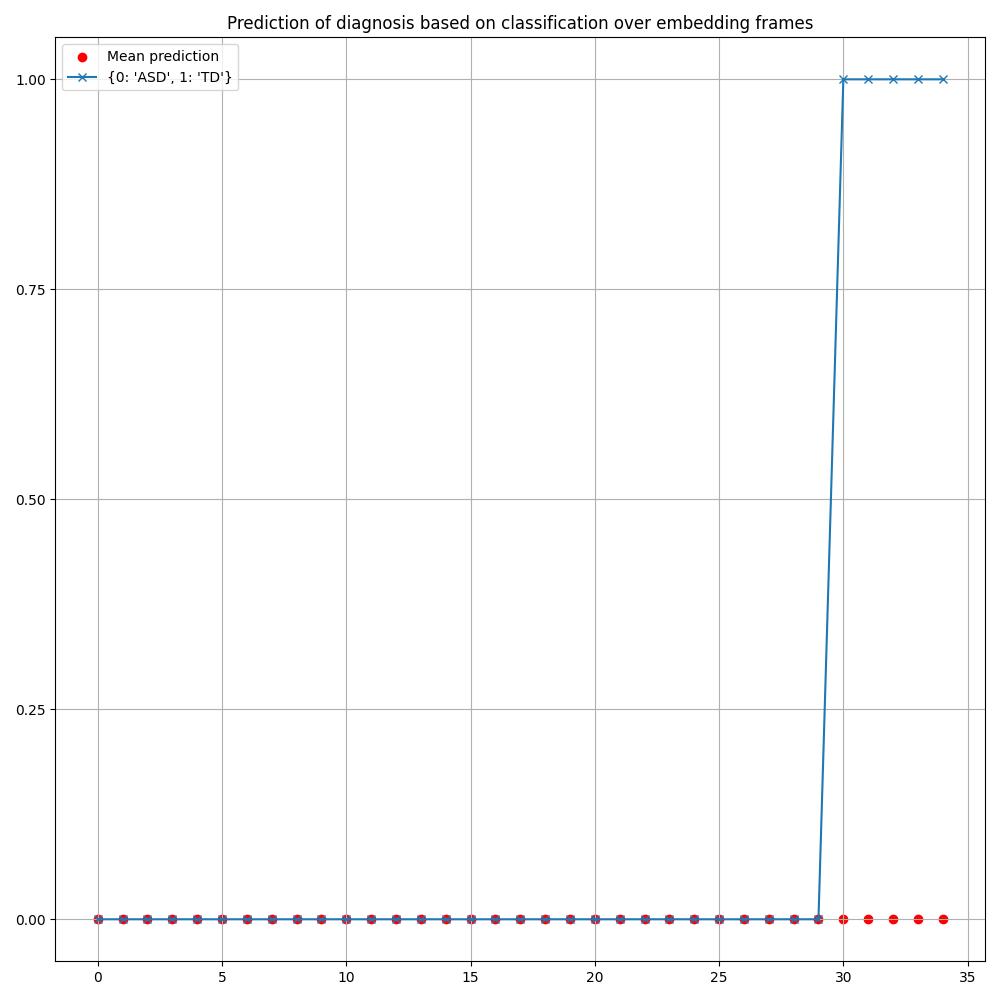 Prediction of diagnosis based on classification over embedding frames
Mean prediction
{0: 'ASD', 1: 'TD'}
1.00
0.75
0.50
0.25
0.00
0 5 10 15 20 25 30 35